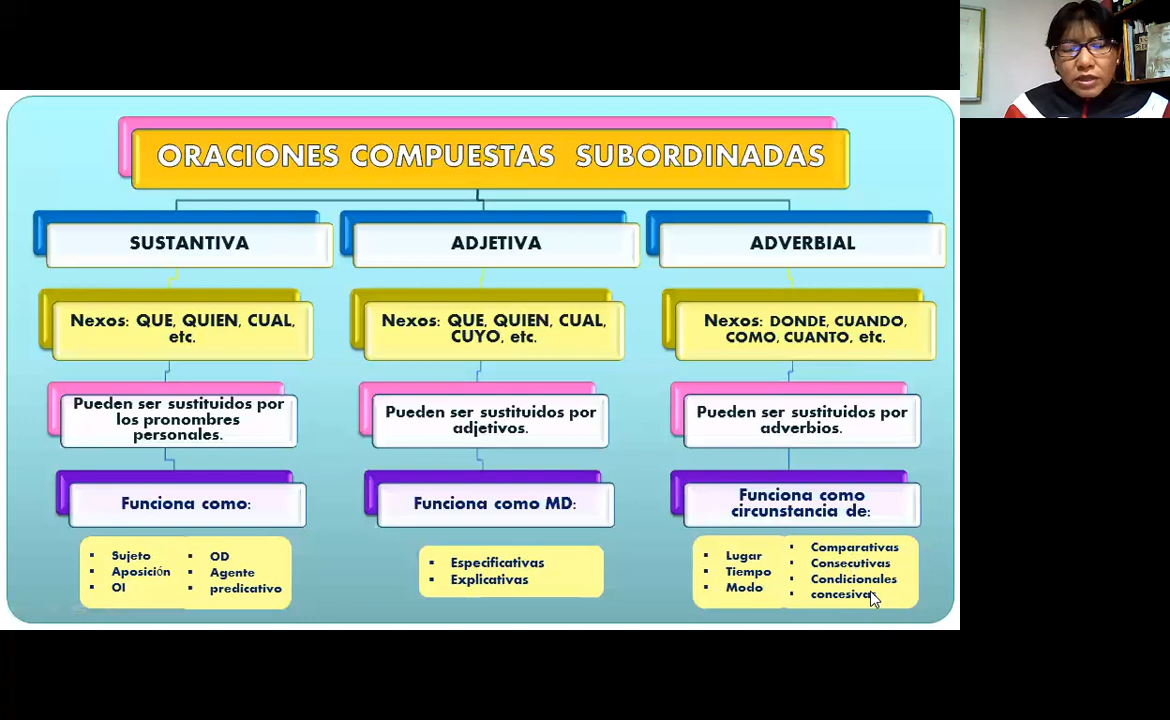 ORACIONES COMPUESTAS SUBORDINADAS
SUSTANTIVA
ADJETIVA
ADVERBIAL
Nexos: QUE, QUIEN, CUAL,
etc.
Nexos: QUE, QUIEN, CUAL,
CUYO, etc.
Nexos: DONDE, CUANDO,
COMO, CUANTO, etc.
Pueden ser sustituidos por
los pronombres
personales.
Pueden ser sustituidos por
adjetivos.
Pueden ser sustituidos por
adverbios.
Funciona como:
Funciona como MD:
Funciona como
circunstancia de:
Sujeto
Aposición
OI
OD
Agente
predicativo
Especificativas
Explicativas
Lugar
Tiempo
Modo
Comparativas
Consecutivas
Condicionales
concesivas